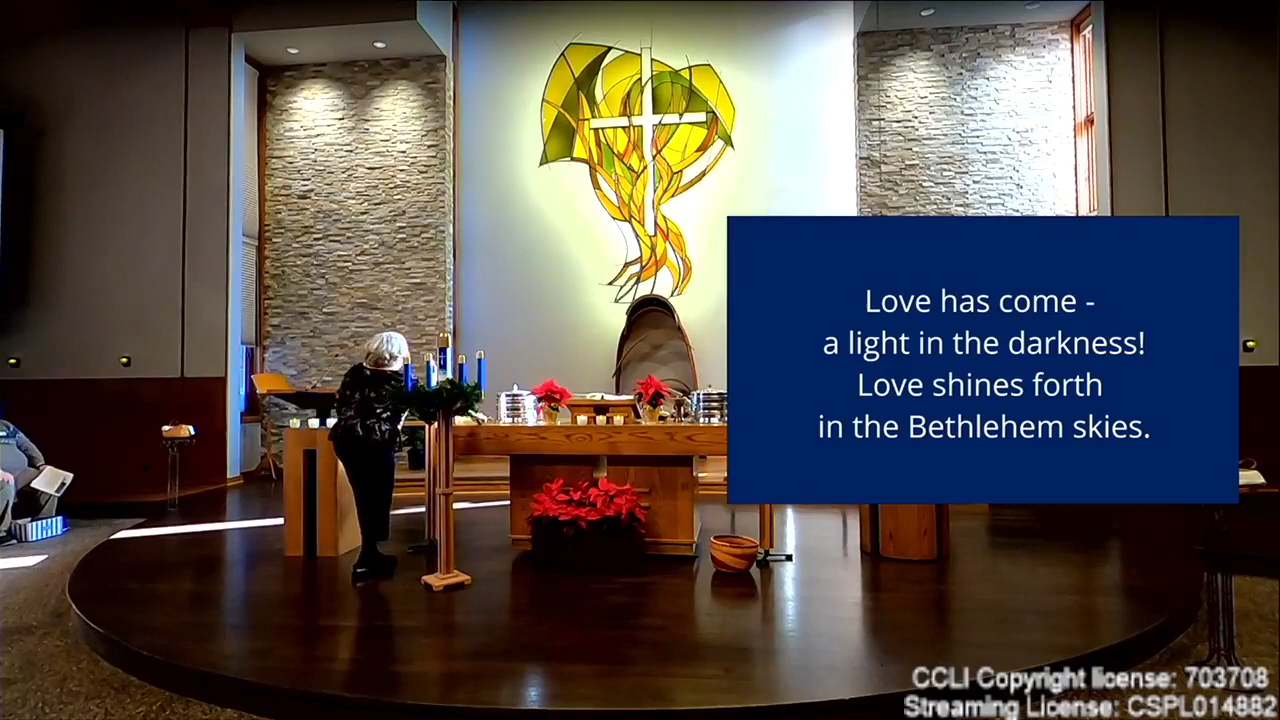 Love has come -
a light in the darkness!
Love shines forth
in the Bethlehem skies.
CCLI Copyright license: 703708
Streaming License: CSPL014882